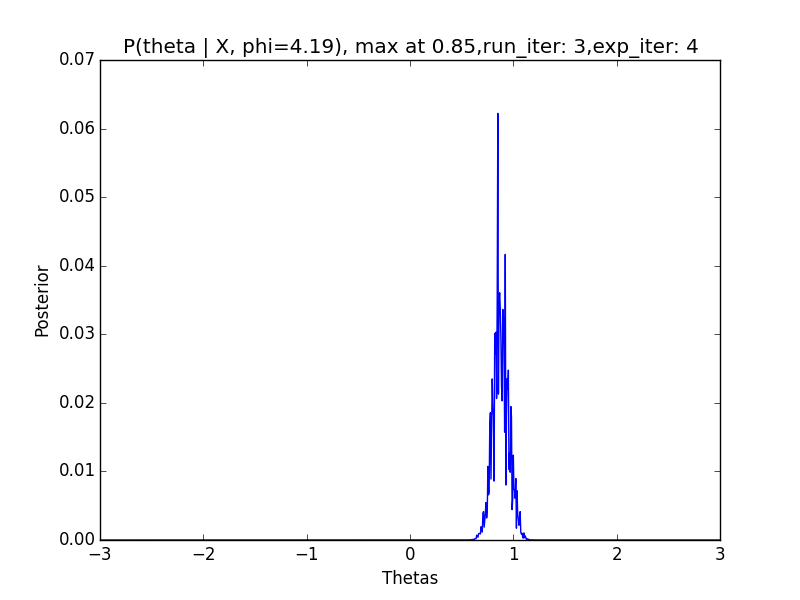 P(theta | X, phi=4.19), max at 0.85,run_iter: 3,exp_iter: 4
0.07
0.06
0.05
0.04
0.03
0.02
0.01
0.00
Posterior
−3 −2 −1 0 1 2 3
Thetas